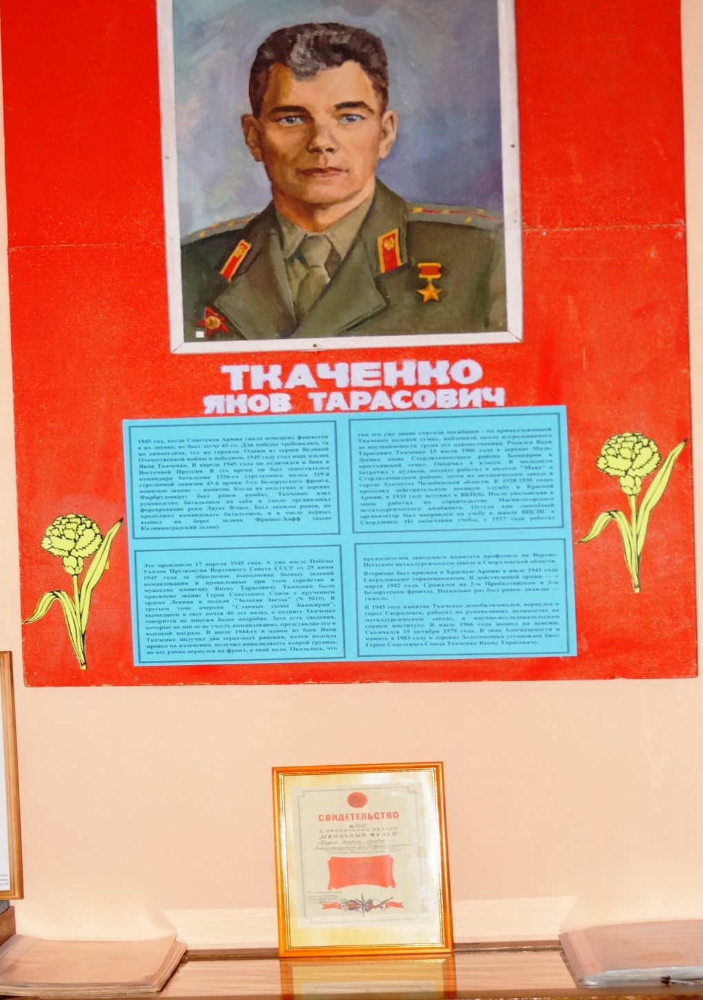 ТКАЧЕНКО
ЯКОВ ТАРАСОВИЧ
1945 год, когда Советская Армия гнала немецких фашистов
в их логово, не был легче 41-го. Для победы требовались та
же самоотдача, тот же героизм. Одним из героев Великой
Отечественной войны в победном, 1945 году стал наш земляк
Яков Ткаченко. В апреле 1945 года он отличился в боях в
Восточной Пруссии. В это время он был заместителем
командира батальона 1336-го стрелкового полка 319-й
стрелковой дивизии 43-й армии 3-го Белорусского фронта,
воинское звание — капитан. Когда на подступах к деревне
Фирбруденкруг был ранен комбат, Ткаченко взял
руководство батальоном на себя и умело организовал
форсирование реки Лауке Флисс. Был дважды ранен, но
продолжал командовать батальоном, и в числе первых
вышел на берег залива Фришес-Хафф (ныне
Калининградский залив).
Это произошло 17 апреля 1945 года. А уже после Победы
Указом Президиума Верховного Совета СССР от 29 июня
1945 года за образцовое выполнение боевых заданий
командования и проявленные при этом геройство и
мужество капитану Якову Тарасовичу Ткаченко было
присвоено звание Героя Советского Союза с вручением
ордена Ленина и медали "Золотая Звезда" (N 5010). В
третьем томе очерков "Славные сыны Башкирии",
вышедшем в свет почти 40 лет назад, о подвиге Ткаченко
говорится не многим более подробно. Зато есть сведения,
которые не могло не учесть командование, представляя его к
высокой награде. В июле 1944-го в одном из боев Яков
Ткаченко получил два серьезных ранения, почти полгода
провел на излечении, получил инвалидность второй группы,
но все равно вернулся на фронт, в свой полк. Оказалось, что
там его уже давно считали погибшим - по принадлежавшей
Ткаченко полевой сумке, найденной около изуродованного
до неузнаваемости трупа его однополчанина. Родился Яков
Тарасович Ткаченко 15 июля 1906 года в деревне Мало-
Десяка ныне Стерлитамакского района Башкирии в
крестьянской семье. Окончил 4 класса. В молодости
батрачил у кулаков, позднее работал в колхозе "Маяк" в
Стерлитамакском районе, затем на механическом заводе в
городе Златоусте Челябинской области. В 1928-1930 годах
проходил действительную военную службу в Красной
Армии, в 1930 году вступил в ВКП(б). После увольнения в
запас работал на строительстве Магнитогорского
металлургического комбината. Оттуда как способный
организатор был направлен на учебу в школу ВЦСПС в
Свердловск. По окончании учебы, с 1937 года работал
председателем заводского комитета профсоюза на Верхне-
Исетском металлургическом заводе в Свердловской области.
Вторично был призван в Красную Армию в июле 1941 года
Свердловским горвоенкоматом. В действующей армии — с
марта 1942 года. Сражался на 2-м Прибалтийском и 3-м
Белорусском фронтах. Несколько раз был ранен, дважды —
тяжело.
В 1945 году капитан Ткаченко демобилизовался, вернулся в
город Свердловск, работал на руководящих должностях на
металлургическом заводе, в научно-исследовательском
горном институте. В июле 1966 года вышел на пенсию.
Скончался 15 октября 1979 года. В знак благодарности и
память в 1983 году в деревне Золотоношка установлен бюст
Герою Советского Союза Ткаченко Якову Тарасовичу.
СВИДЕТЕЛЬСТВО
О ПРИСВОЕНИИ ЗВАНИЯ
„ШКОЛЬНЫЙ МУЗЕЙ"